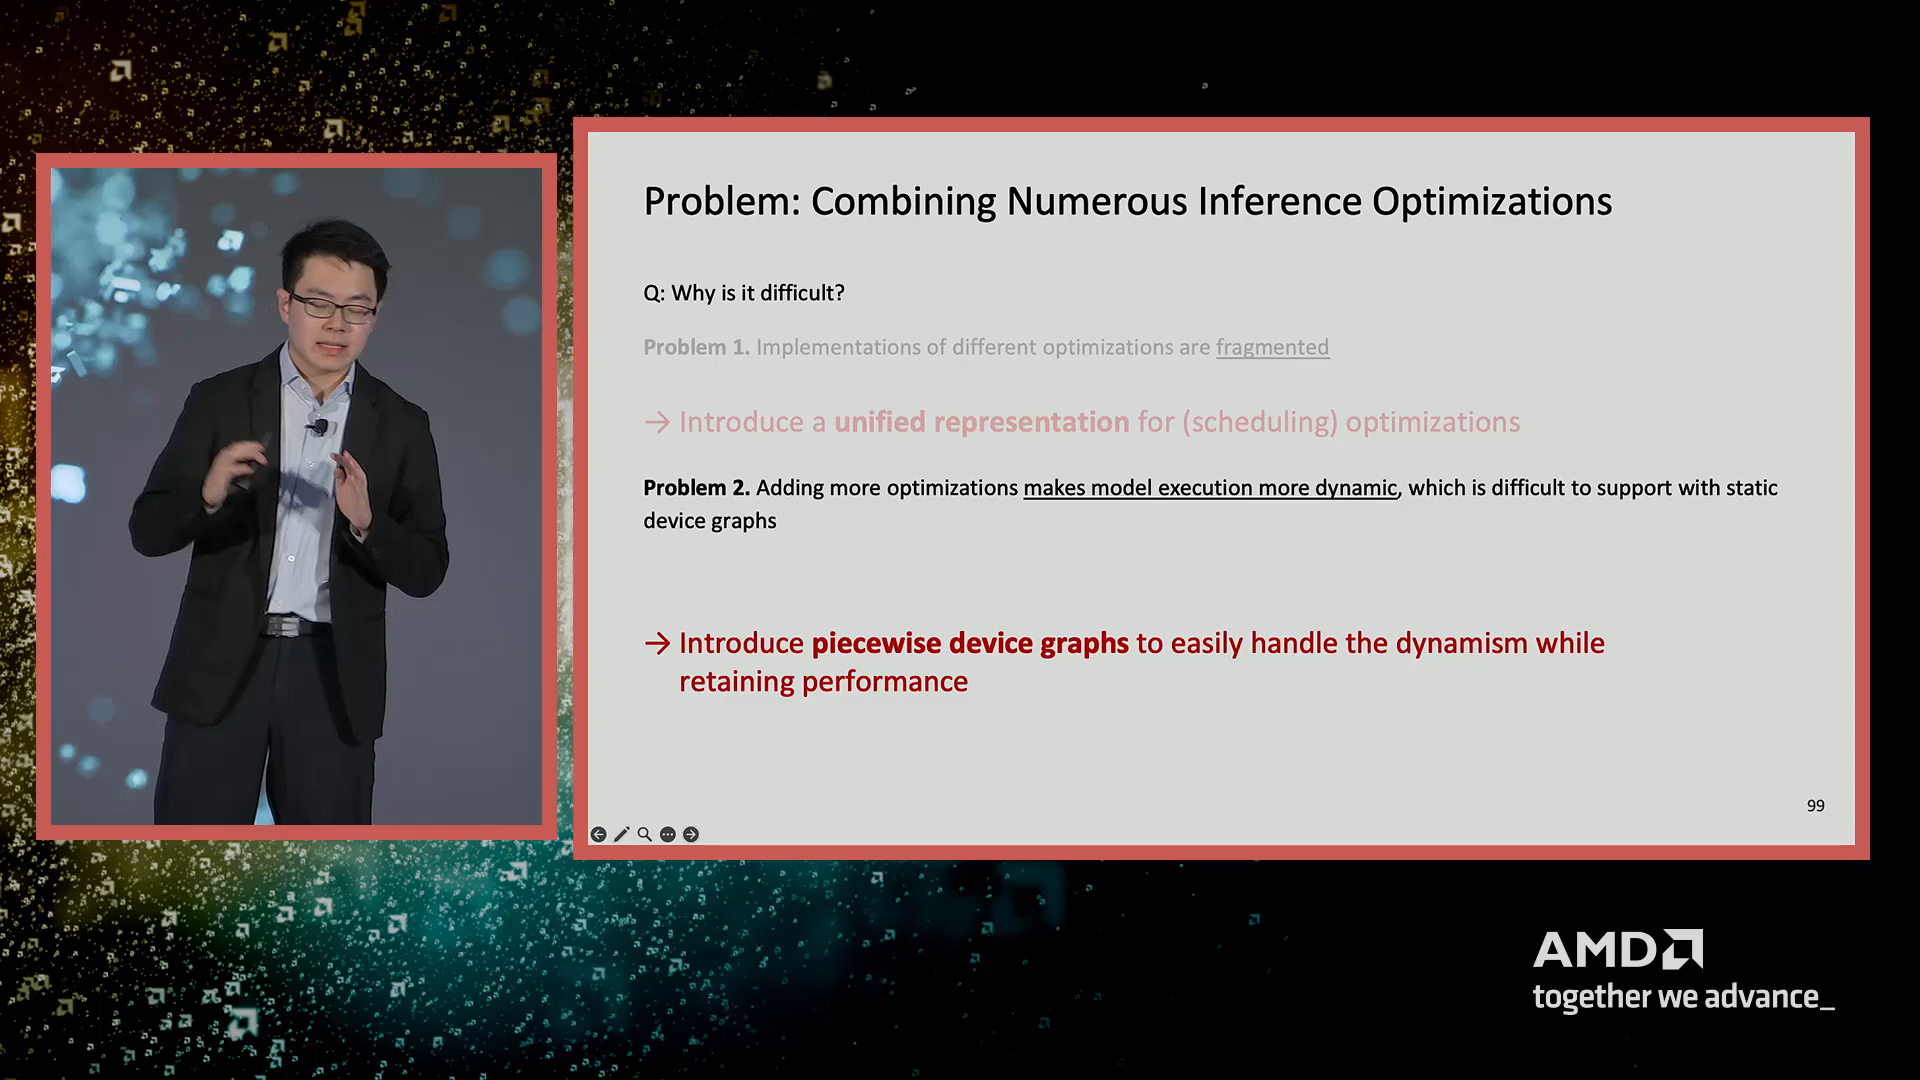 Problem: Combining Numerous Inference Optimizations
Q: Why is it difficult?
Problem 1. Implementations of different optimizations are fragmented
→ Introduce a unified representation for (scheduling) optimizations
Problem 2. Adding more optimizations makes model execution more dynamic, which is difficult to support with static
device graphs
→ Introduce piecewise device graphs to easily handle the dynamism while
retaining performance
99
AMD
together we advance_